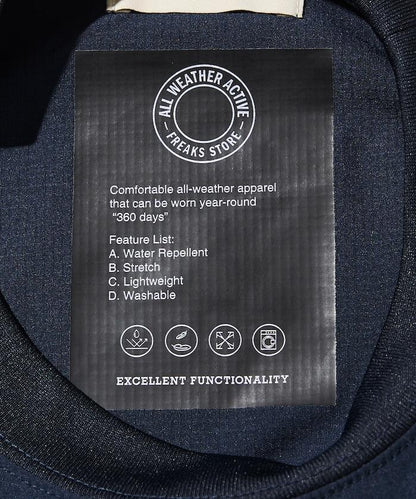 ALL WEATHER ACTIVE
– FREAKS STORE –
Comfortable all-weather apparel
that can be worn year-round
“360 days”
Feature List:
A. Water Repellent
B. Stretch
C. Lightweight
D. Washable
EXCELLENT FUNCTIONALITY